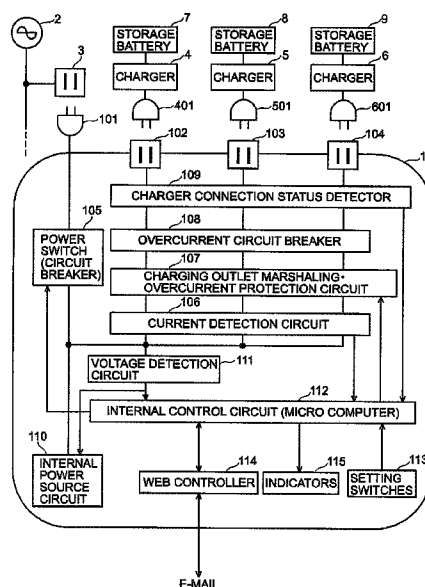 2
3
7
8
9
STORAGE BATTERY
STORAGE BATTERY
STORAGE BATTERY
4
5
6
CHARGER
CHARGER
CHARGER
101
401
501
601
102
103
104
1
109
CHARGER CONNECTION STATUS DETECTOR
105
108
POWER SWITCH (CIRCUIT BREAKER)
OVERCURRENT CIRCUIT BREAKER
107
CHARGING OUTLET MARSHALING·
OVERCURRENT PROTECTION CIRCUIT
106
CURRENT DETECTION CIRCUIT
111
VOLTAGE DETECTION
CIRCUIT
112
INTERNAL CONTROL CIRCUIT (MICRO COMPUTER)
110
114
115
113
INTERNAL
POWER
SOURCE
CIRCUIT
WEB CONTROLLER
INDICATORS
SETTING
SWITCHES
E-MAIL